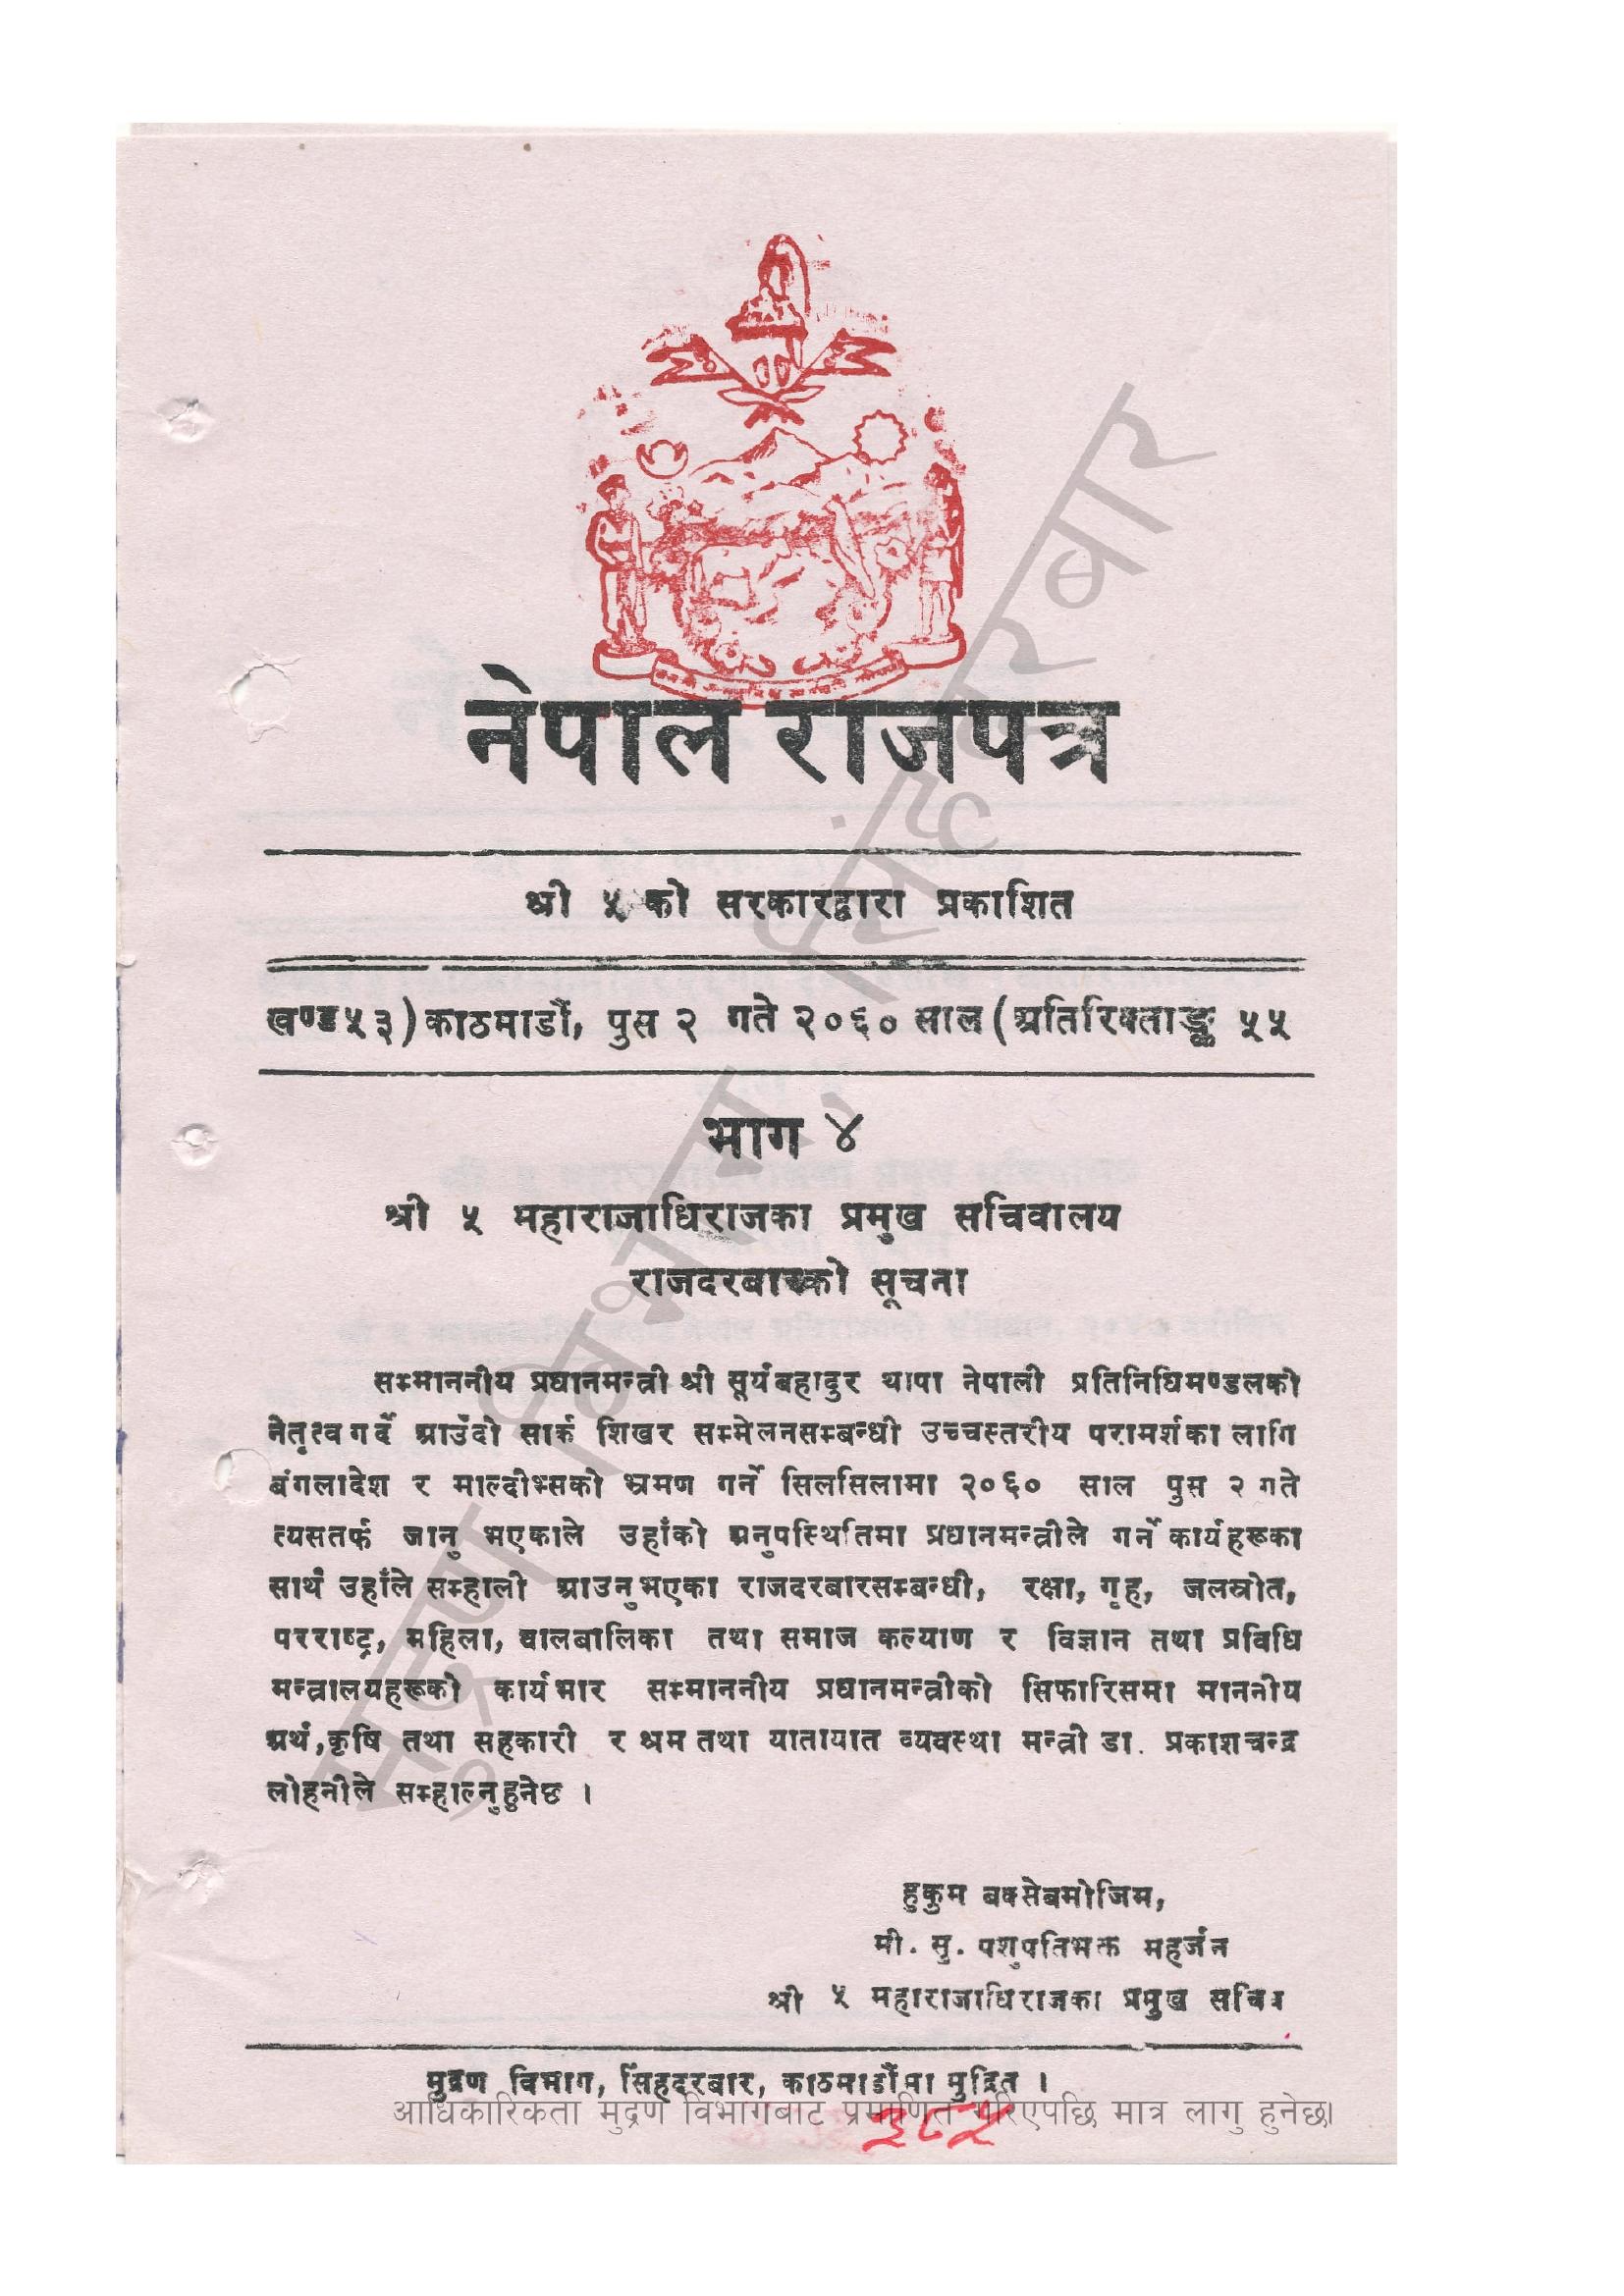 नेपाल राजपत्र
श्री ५ को सरकारद्वारा प्रकाशित
खण्ड ५३) काठमाडौं, पुस २ गते २०६० साल (अतिरिक्ताङ्क ५५
भाग ४
श्री ५ महाराजाधिराजका प्रमुख सचिवालय
राजदरबारको सूचना
सम्माननीय प्रधानमन्त्री श्री सूर्यबहादुर थापा नेपाली प्रतिनिधिमण्डलको
नेतृत्व गर्दै आउँदो सार्क शिखर सम्मेलनसम्बन्धी उच्चस्तरीय परामर्शका लागि
बंगलादेश र माल्दीभ्सको भ्रमण गर्ने सिलसिलामा २०६० साल पुस २ गते
त्यसतर्फ जानु भएकाले उहाँको अनुपस्थितिमा प्रधानमन्त्रीले गर्ने कार्यहरूका
साथै उहाँले सम्हाली आउनुभएका राजदरबारसम्बन्धी, रक्षा, गृह, जलस्रोत,
परराष्ट्र, महिला, बालबालिका तथा समाज कल्याण र विज्ञान तथा प्रविधि
मन्त्रालयहरूको कार्यभार सम्माननीय प्रधानमन्त्रीको सिफारिसमा माननीय
अर्थ, कृषि तथा सहकारी र श्रम तथा यातायात व्यवस्था मन्त्री डा. प्रकाशचन्द्र
लोहनीले सम्हाल्नुहुनेछ ।
हुकुम बक्सेबमोजिम,
मी. सु. पशुपतिभक्त महर्जन
श्री ५ महाराजाधिराजका प्रमुख सचिव
मुद्रण विभाग, सिंहदरबार, काठमाडौंमा मुद्रित ।
आधिकारिकता मुद्रण विभागबाट प्रमाणित गरिएपछि मात्र लागु हुनेछ।
३८५
मुद्रण विभाग, सिंहदरबार